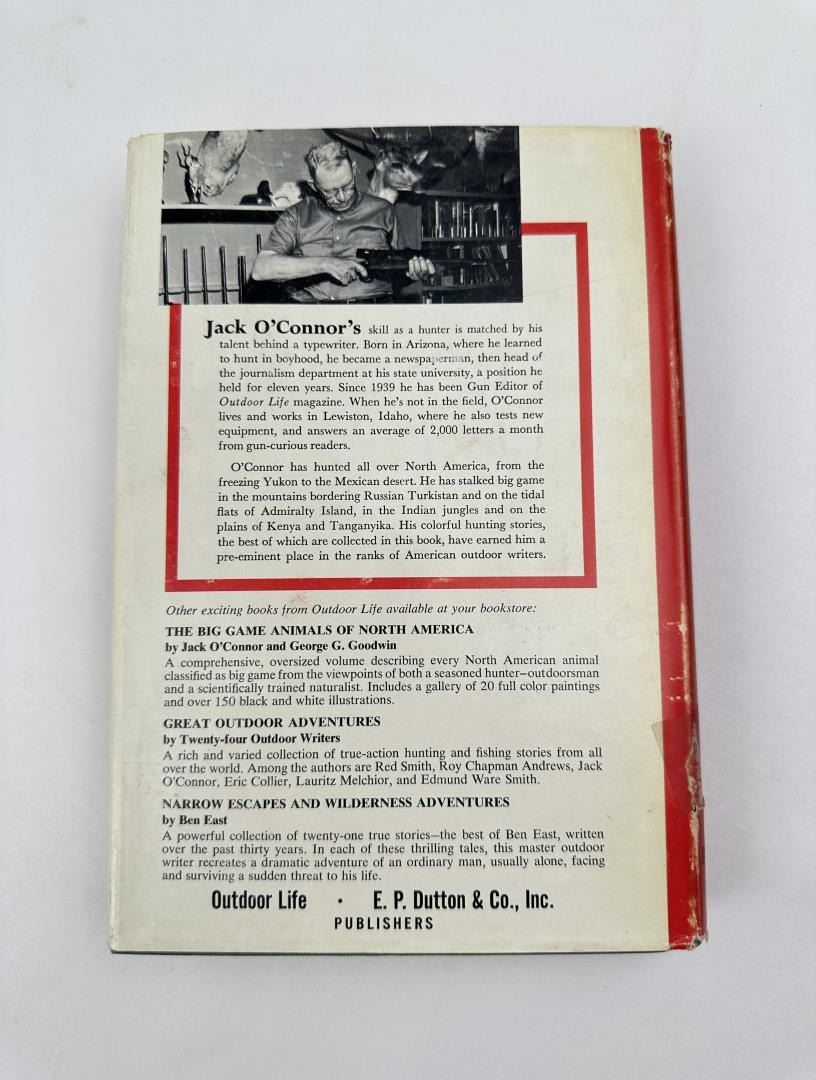 Jack O'Connor's skill as a hunter is matched by his
talent behind a typewriter. Born in Arizona, where he learned
to hunt in boyhood, he became a newspaperman, then head of
the journalism department at his state university, a position he
held for eleven years. Since 1939 he has been Gun Editor of
Outdoor Life magazine. When he's not in the field, O'Connor
lives and works in Lewiston, Idaho, where he also tests new
equipment, and answers an average of 2,000 letters a month
from gun-curious readers.
O'Connor has hunted all over North America, from the
freezing Yukon to the Mexican desert. He has stalked big game
in the mountains bordering Russian Turkistan and on the tidal
flats of Admiralty Island, in the Indian jungles and on the
plains of Kenya and Tanganyika. His colorful hunting stories,
the best of which are collected in this book, have earned him a
pre-eminent place in the ranks of American outdoor writers.
Other exciting books from Outdoor Life available at your bookstore:
THE BIG GAME ANIMALS OF NORTH AMERICA
by Jack O'Connor and George G. Goodwin
A comprehensive, oversized volume describing every North American animal
classified as big game from the viewpoints of both a seasoned hunter—outdoorsman
and a scientifically trained naturalist. Includes a gallery of 20 full color paintings
and over 150 black and white illustrations.
GREAT OUTDOOR ADVENTURES
by Twenty-four Outdoor Writers
A rich and varied collection of true-action hunting and fishing stories from all
over the world. Among the authors are Red Smith, Roy Chapman Andrews, Jack
O'Connor, Eric Collier, Lauritz Melchior, and Edmund Ware Smith.
NARROW ESCAPES AND WILDERNESS ADVENTURES
by Ben East
A powerful collection of twenty-one true stories—the best of Ben East, written
over the past thirty years. In each of these thrilling tales, this master outdoor
writer recreates a dramatic adventure of an ordinary man, usually alone, facing
and surviving a sudden threat to his life.
Outdoor Life · E. P. Dutton & Co., Inc.
PUBLISHERS